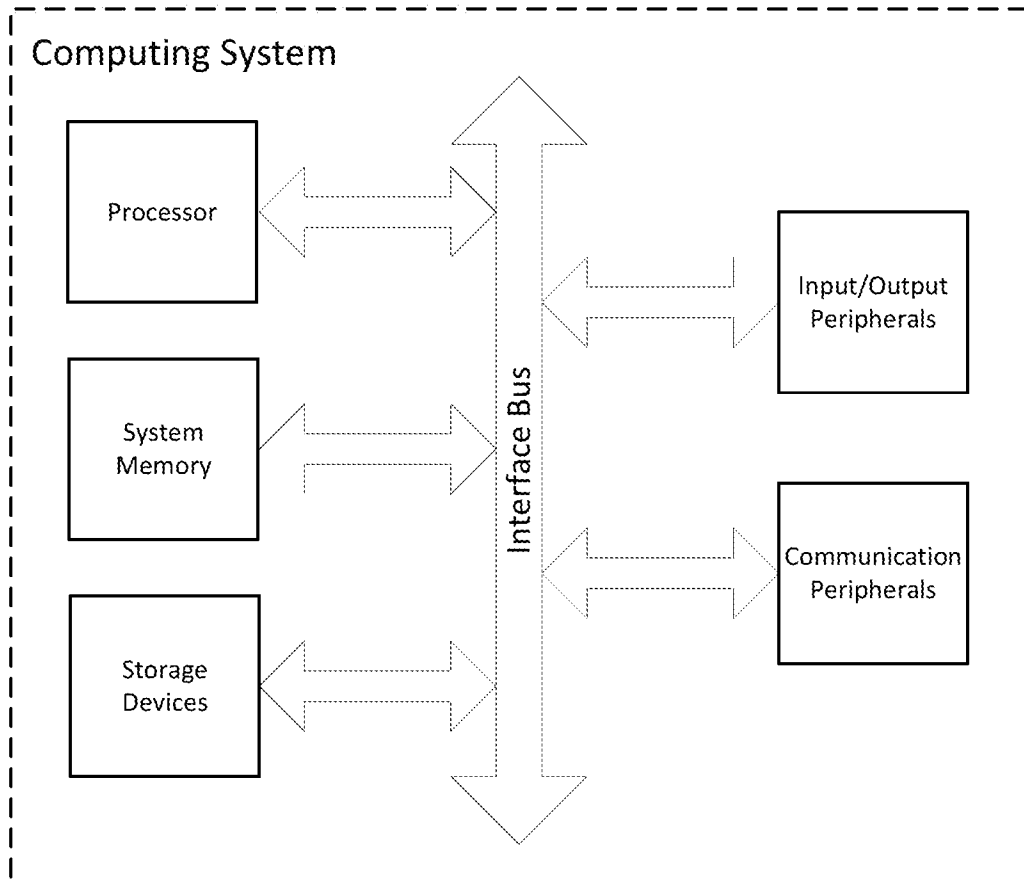 Computing System
Processor
Input/Output
Peripherals
System
Memory
Interface Bus
Communication
Peripherals
Storage
Devices